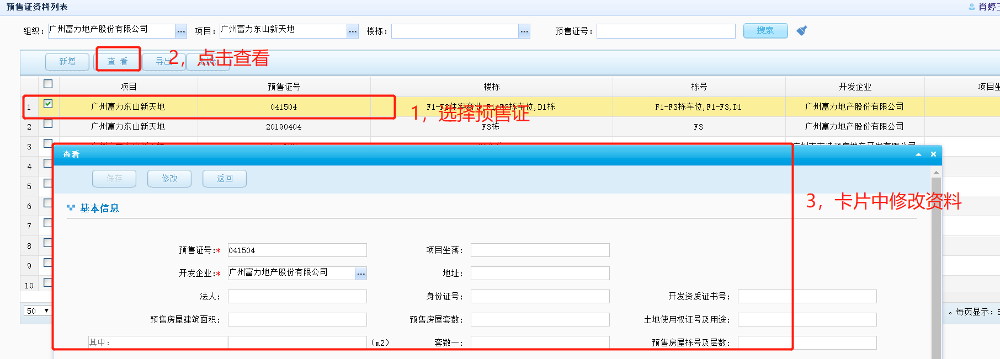 预售证资料列表
肖婷
组织：广州富力地产股份有限公司 … 项目：广州富力东山新天地 … 楼栋： … 预售证号： 搜索
新增 查 看 导出 删除
2，点击查看
项目 预售证号 楼栋 栋号 开发企业 项目坐
1 广州富力东山新天地 041504 F1-F3住宅商业,F1-F3栋车位,D1栋 F1-F3栋车位,F1-F3,D1 广州富力地产股份有限公司
1，选择预售证
2 广州富力东山新天地 20190404 F3栋 F3 广州富力地产股份有限公司
3
查看
4
保存 修改 返回
5
3，卡片中修改资料
6 基本信息
7
8 预售证号:* 041504 项目坐落：
9 开发企业:* 广州富力地产股份有限公司 … 地址：
10
法人： 身份证号： 开发资质证书号：
50 每页显示：5
预售房屋建筑面积： 预售房屋套数： 土地使用权证号及用途：
其中： （m2） 套数一： 预售房屋栋号及层数：